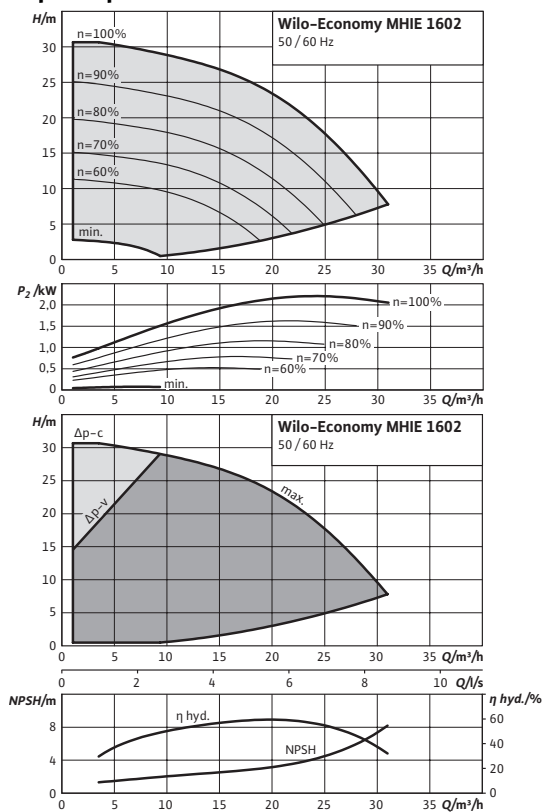 H/m
Wilo-Economy MHIE 1602
50 / 60 Hz
n=100%
30
n=90%
25
n=80%
20
n=70%
15
n=60%
10
5
min.
0
0 5 10 15 20 25 30 35 Q/m³/h
P₂ /kW
2,0
n=100%
n=90%
1,5
n=80%
1,0
n=70%
0,5
n=60%
min.
0
0 5 10 15 20 25 30 35 Q/m³/h
H/m
Wilo-Economy MHIE 1602
50 / 60 Hz
Δp-c
30
25
max.
20
Δp-v
15
10
5
0
0 5 10 15 20 25 30 35 Q/m³/h
0 2 4 6 8 10 Q/l/s
NPSH/m
η hyd./%
η hyd.
8
60
NPSH
40
4
20
0
0
0 5 10 15 20 25 30 Q/m³/h